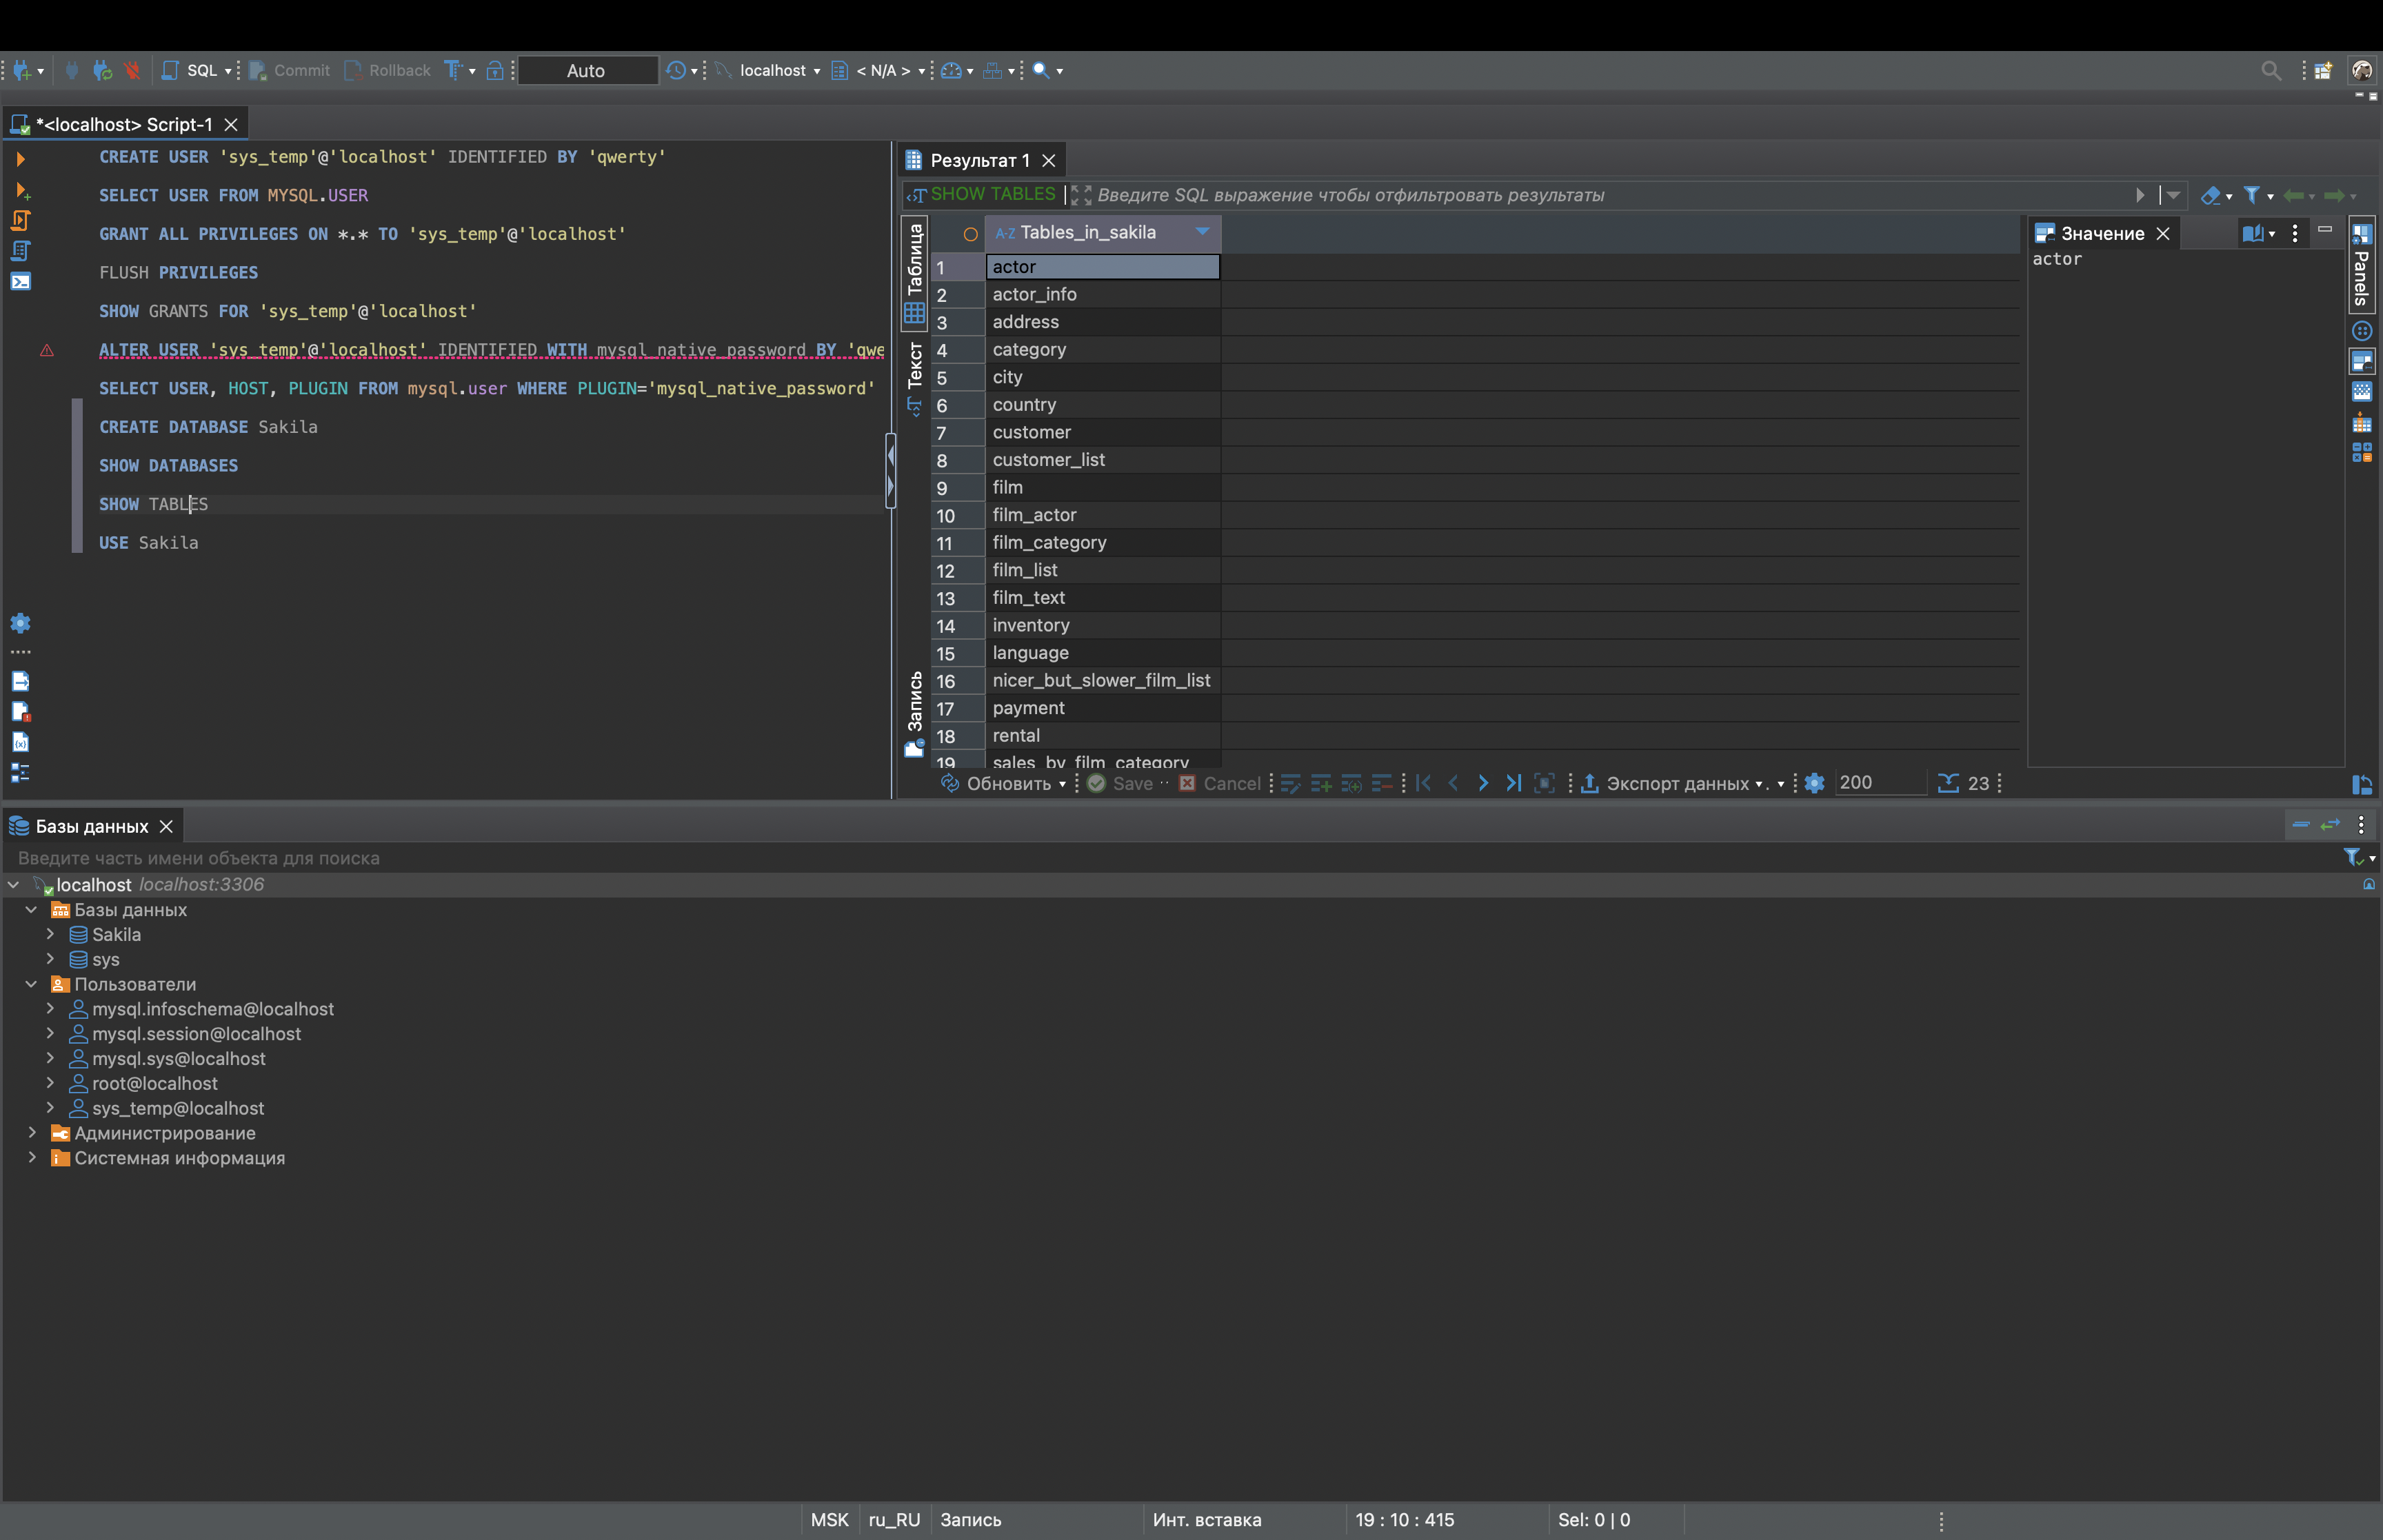 SQL Commit Rollback Auto localhost < N/A >
*<localhost> Script-1
CREATE USER 'sys_temp'@'localhost' IDENTIFIED BY 'qwerty'
SELECT USER FROM MYSQL.USER
GRANT ALL PRIVILEGES ON *.* TO 'sys_temp'@'localhost'
FLUSH PRIVILEGES
SHOW GRANTS FOR 'sys_temp'@'localhost'
ALTER USER 'sys_temp'@'localhost' IDENTIFIED WITH mysql_native_password BY 'qwe
SELECT USER, HOST, PLUGIN FROM mysql.user WHERE PLUGIN='mysql_native_password'
CREATE DATABASE Sakila
SHOW DATABASES
SHOW TABLES
USE Sakila
Результат 1
SHOW TABLES Введите SQL выражение чтобы отфильтровать результаты
Таблица
Текст
Запись
A-Z Tables_in_sakila
1 actor
2 actor_info
3 address
4 category
5 city
6 country
7 customer
8 customer_list
9 film
10 film_actor
11 film_category
12 film_list
13 film_text
14 inventory
15 language
16 nicer_but_slower_film_list
17 payment
18 rental
19 sales_by_film_category
Значение
actor
Panels
Обновить Save Cancel Экспорт данных 200 23
Базы данных
Введите часть имени объекта для поиска
localhost localhost:3306
Базы данных
Sakila
sys
Пользователи
mysql.infoschema@localhost
mysql.session@localhost
mysql.sys@localhost
root@localhost
sys_temp@localhost
Администрирование
Системная информация
MSK ru_RU Запись Инт. вставка 19 : 10 : 415 Sel: 0 | 0